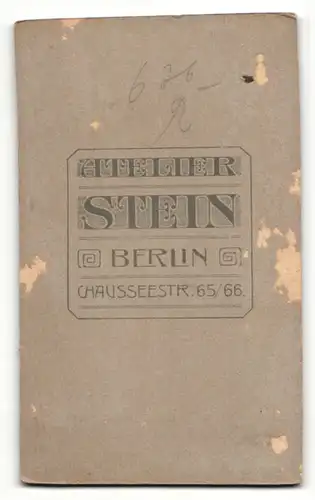 ATELIER
STEIN
BERLIN
CHAUSSEESTR. 65/66.